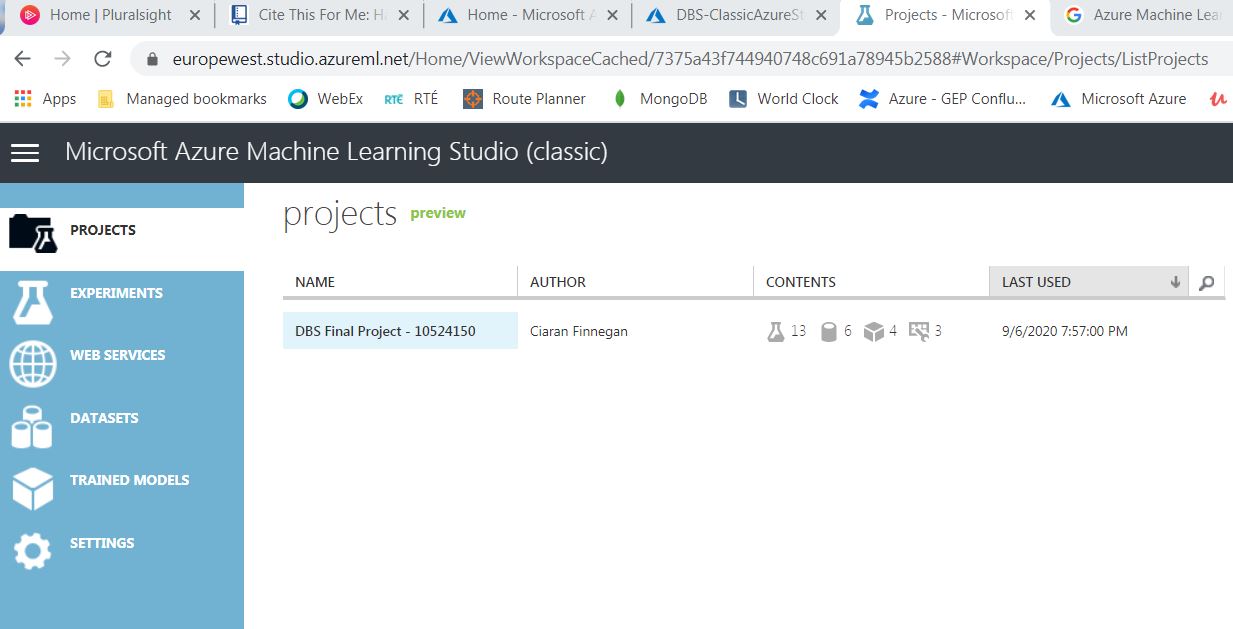 Home | Pluralsight
Cite This For Me: Ha
Home - Microsoft A
DBS-ClassicAzureSt
Projects - Microsoft
Azure Machine Lear
europewest.studio.azureml.net/Home/ViewWorkspaceCached/7375a43f744940748c691a78945b2588#Workspace/Projects/ListProjects
Apps Managed bookmarks WebEx RTÉ RTÉ Route Planner MongoDB World Clock Azure - GEP Conflu... Microsoft Azure
Microsoft Azure Machine Learning Studio (classic)
PROJECTS
EXPERIMENTS
WEB SERVICES
DATASETS
TRAINED MODELS
SETTINGS
projects preview
NAME AUTHOR CONTENTS LAST USED
DBS Final Project - 10524150 Ciaran Finnegan 13 6 4 3 9/6/2020 7:57:00 PM